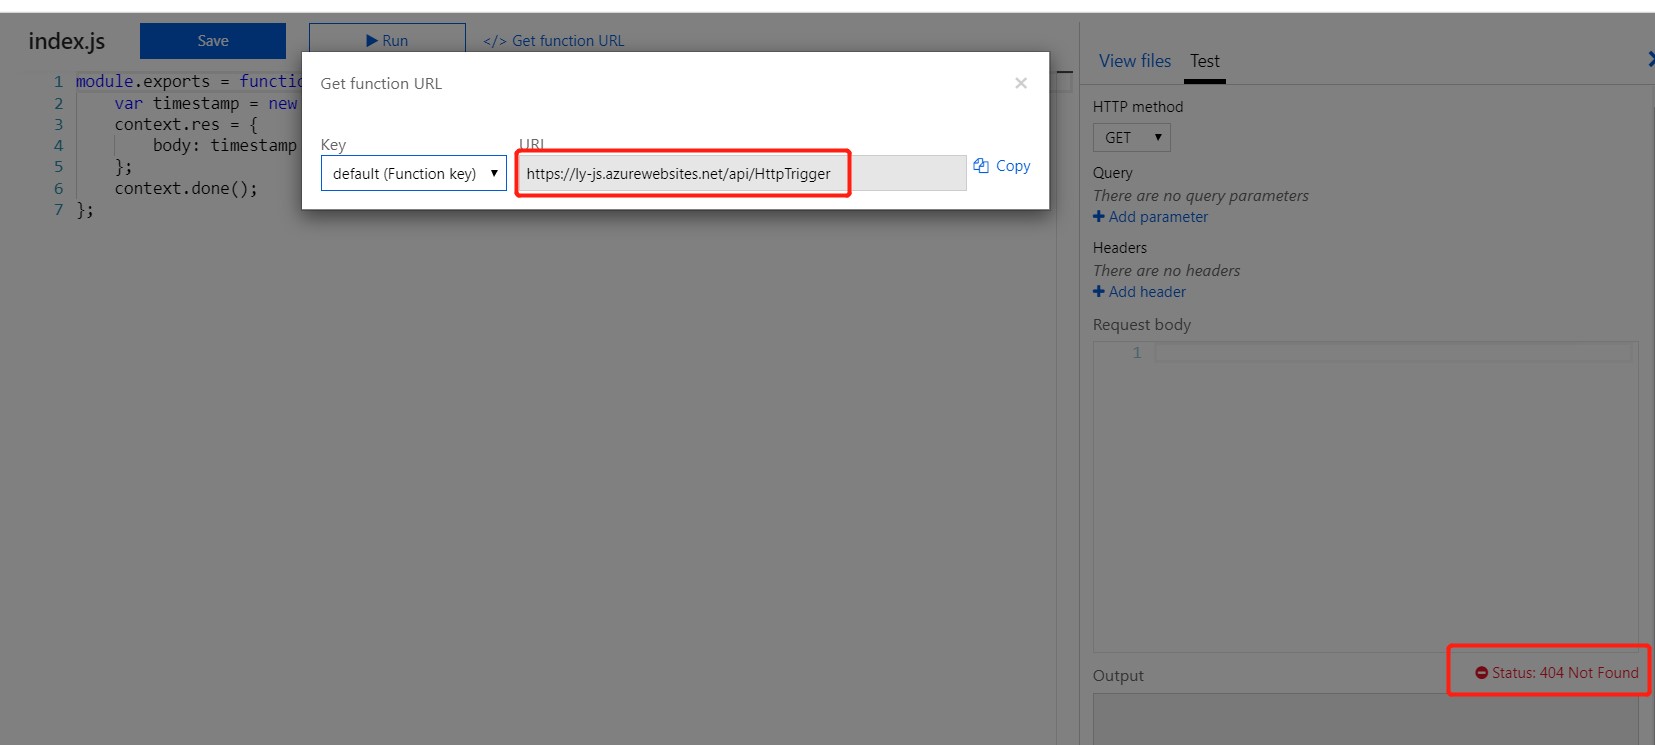 index.js
Save
Run
</> Get function URL
1 module.exports = functio
2 var timestamp = new
3 context.res = {
4 body: timestamp
5 };
6 context.done();
7 };
Get function URL
×
Key
URL
default (Function key)
https://ly-js.azurewebsites.net/api/HttpTrigger
Copy
View files
Test
HTTP method
GET
Query
There are no query parameters
+ Add parameter
Headers
There are no headers
+ Add header
Request body
1
Output
Status: 404 Not Found